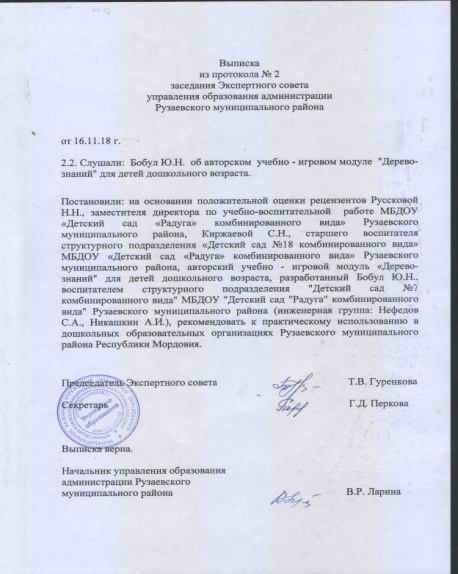 Выписка
из протокола № 2
заседания Экспертного совета
управления образования администрации
Рузаевского муниципального района
от 16.11.18 г.
2.2. Слушали: Бобул Ю.Н. об авторском учебно - игровом модуле "Дерево-
знаний" для детей дошкольного возраста.
Постановили: на основании положительной оценки рецензентов Русской
Н.Н., заместителя директора по учебно-воспитательной работе МБДОУ
«Детский сад «Радуга» комбинированного вида» Рузаевского
муниципального района, Киржаевой С.Н., старшего воспитателя
структурного подразделения «Детский сад №18 комбинированного вида»
МБДОУ «Детский сад «Радуга» комбинированного вида» Рузаевского
муниципального района, авторский учебно - игровой модуль «Дерево-
знаний" для детей дошкольного возраста, разработанный Бобул Ю.Н.,
воспитателем структурного подразделения "Детский сад №7
комбинированного вида" МБДОУ "Детский сад "Радуга" комбинированного
вида" Рузаевского муниципального района (инженерная группа: Нефедов
С.А., Никашкин А.И.), рекомендовать к практическому использованию в
дошкольных образовательных организациях Рузаевского муниципального
района Республики Мордовия.
Председатель Экспертного совета Т.В. Гуренкова
Секретарь Г.Д. Перкова
Управление образования
Выписка верна.
Начальник управления образования
администрации Рузаевского
муниципального района В.Р. Ларина